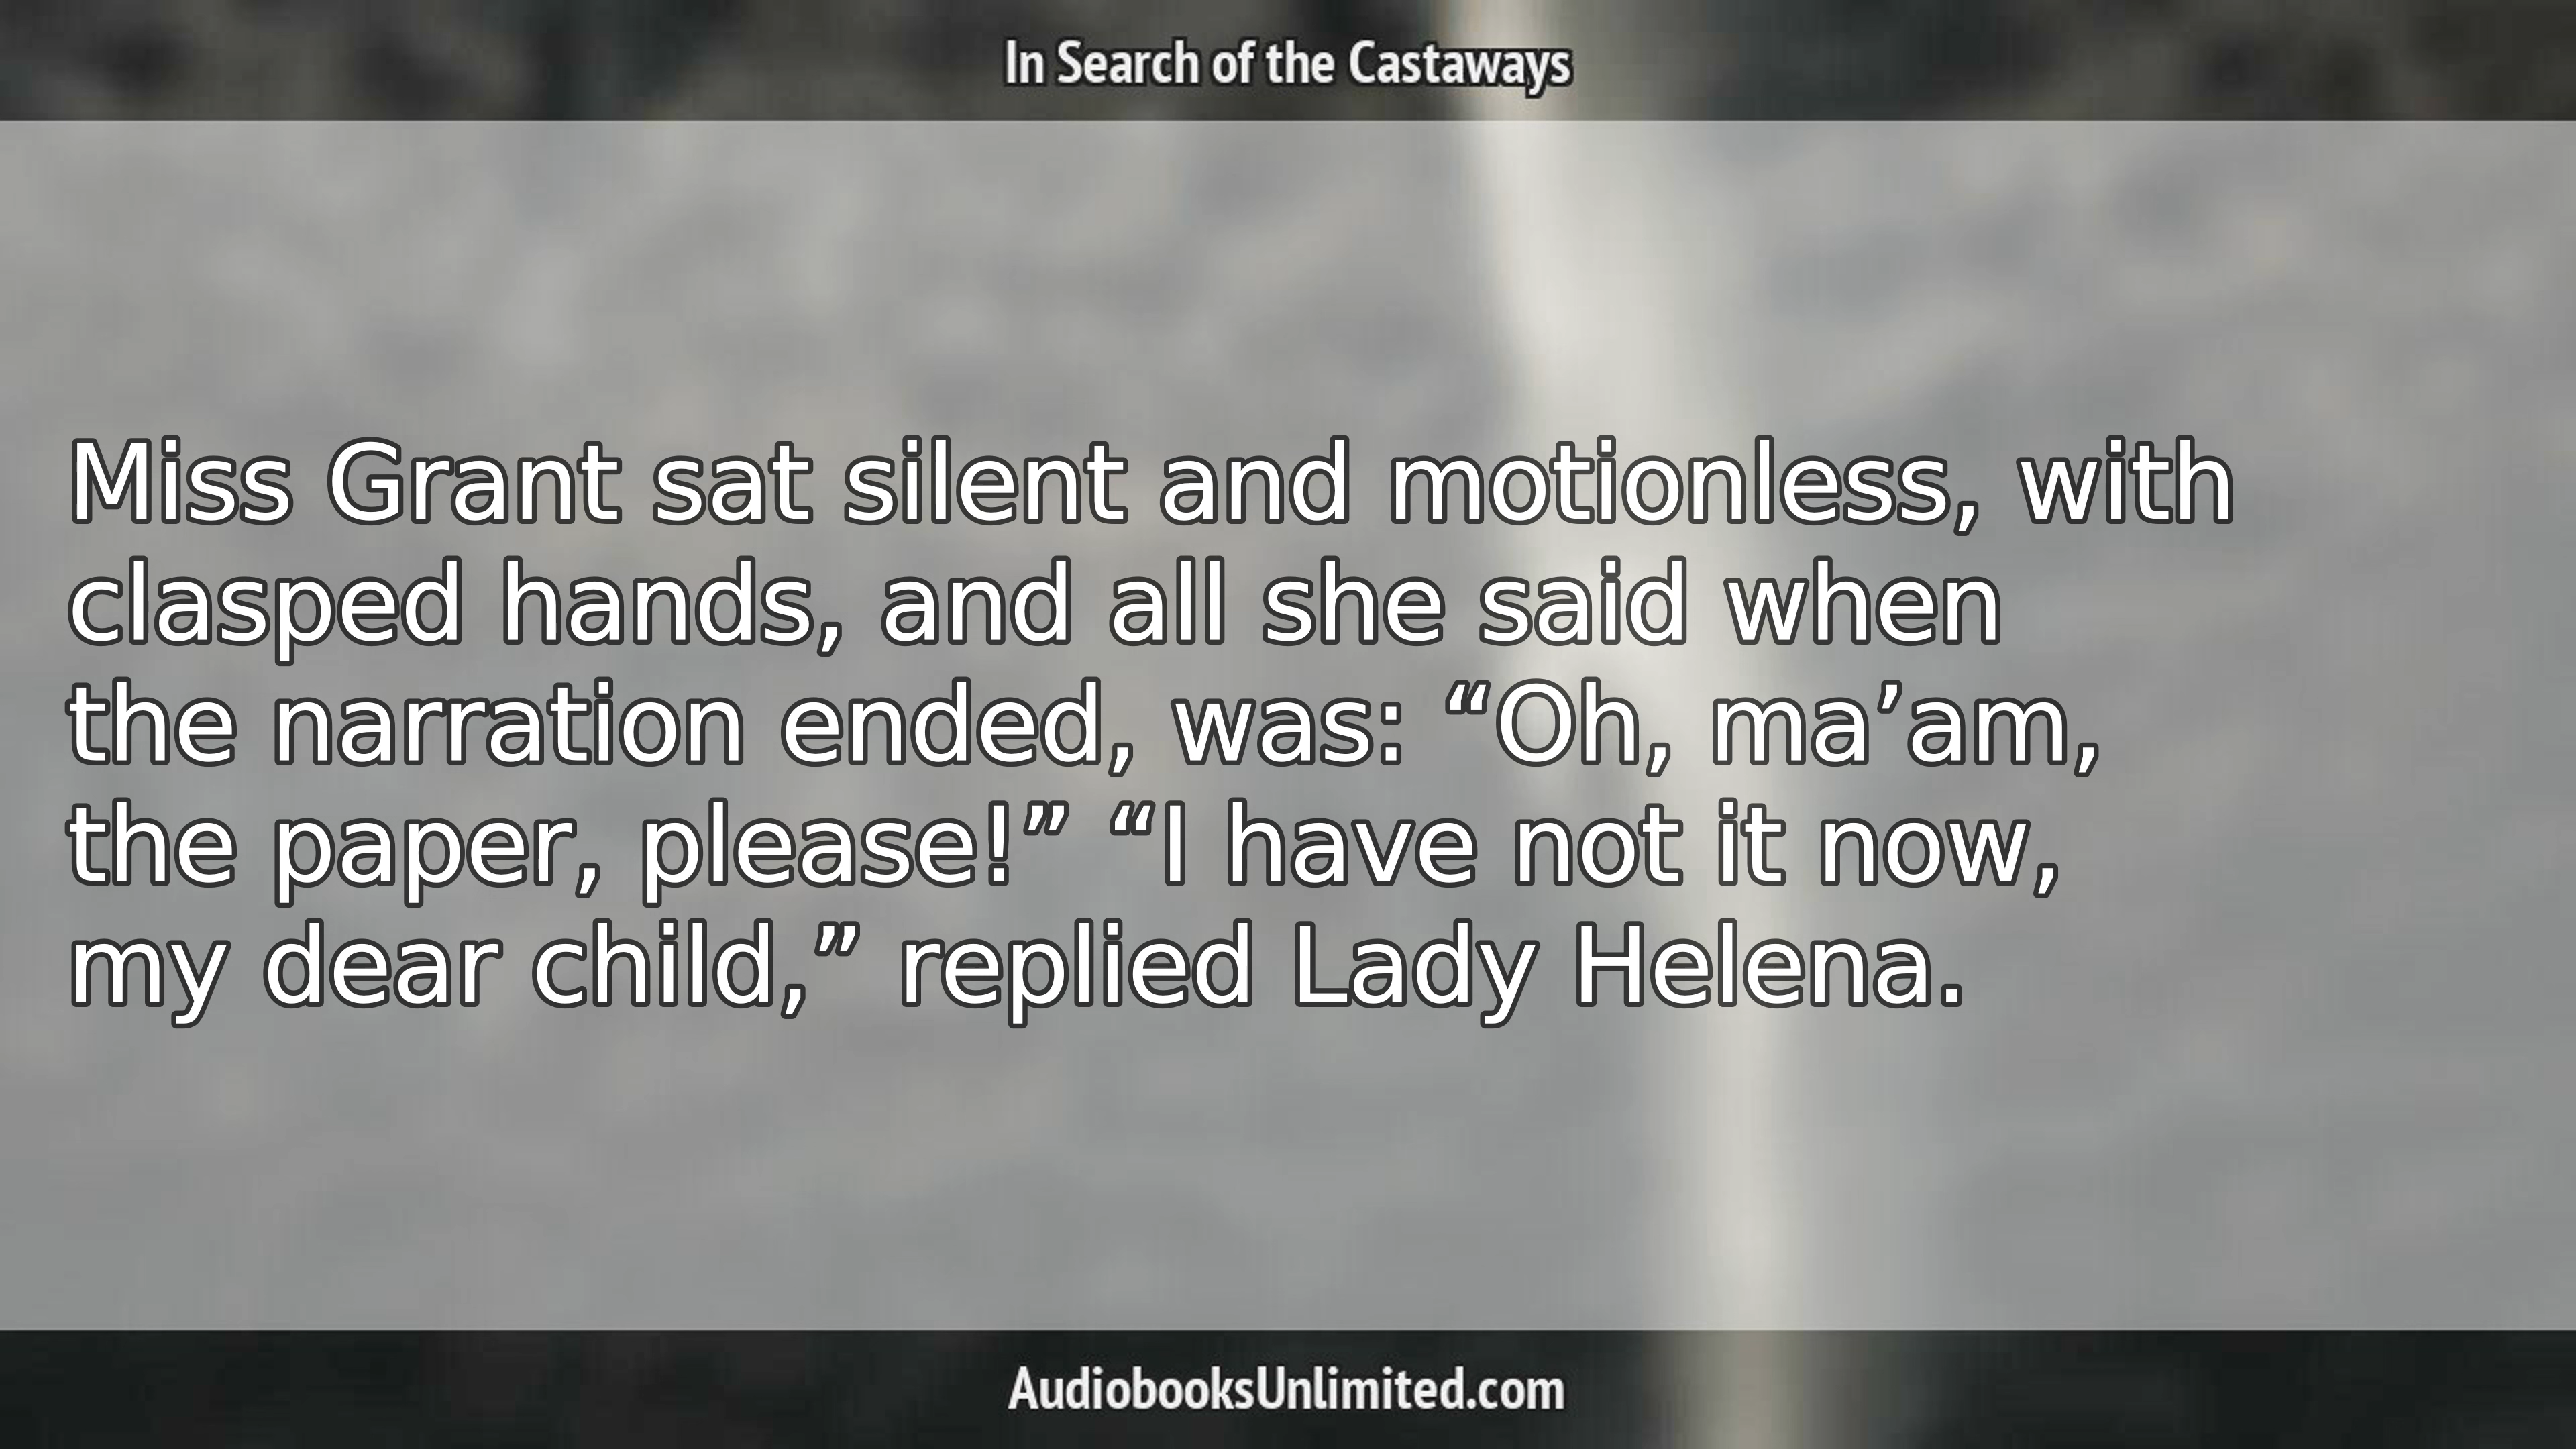 In Search of the Castaways
Miss Grant sat silent and motionless, with
clasped hands, and all she said when
the narration ended, was: “Oh, ma’am,
the paper, please!” “I have not it now,
my dear child,” replied Lady Helena.
AudiobooksUnlimited.com